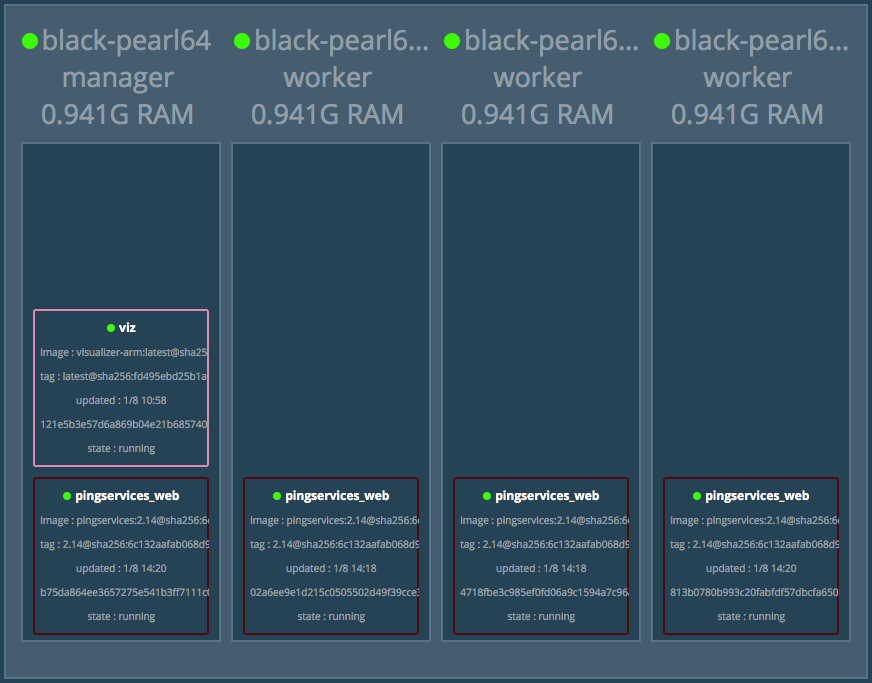 black-pearl64
manager
0.941G RAM
viz
image : visualizer-arm:latest@sha25
tag : latest@sha256:fd495ebd25b1a
updated : 1/8 10:58
121e5b3e57d6a869b04e21b685740
state : running
pingservices_web
image : pingservices:2.14@sha256:6
tag : 2.14@sha256:6c132aafab068d9
updated : 1/8 14:20
b75da864ee3657275e541b3ff7111c
state : running
black-pearl6...
worker
0.941G RAM
pingservices_web
image : pingservices:2.14@sha256:6
tag : 2.14@sha256:6c132aafab068d9
updated : 1/8 14:18
02a6ee9e1d215c0505502d49f39cce3
state : running
black-pearl6...
worker
0.941G RAM
pingservices_web
image : pingservices:2.14@sha256:6
tag : 2.14@sha256:6c132aafab068d9
updated : 1/8 14:18
4718fbe3c985ef0fd06a9c1594a7c96
state : running
black-pearl6...
worker
0.941G RAM
pingservices_web
image : pingservices:2.14@sha256:6
tag : 2.14@sha256:6c132aafab068d9
updated : 1/8 14:20
813b0780b993c20fabfdf57dbcfa650
state : running